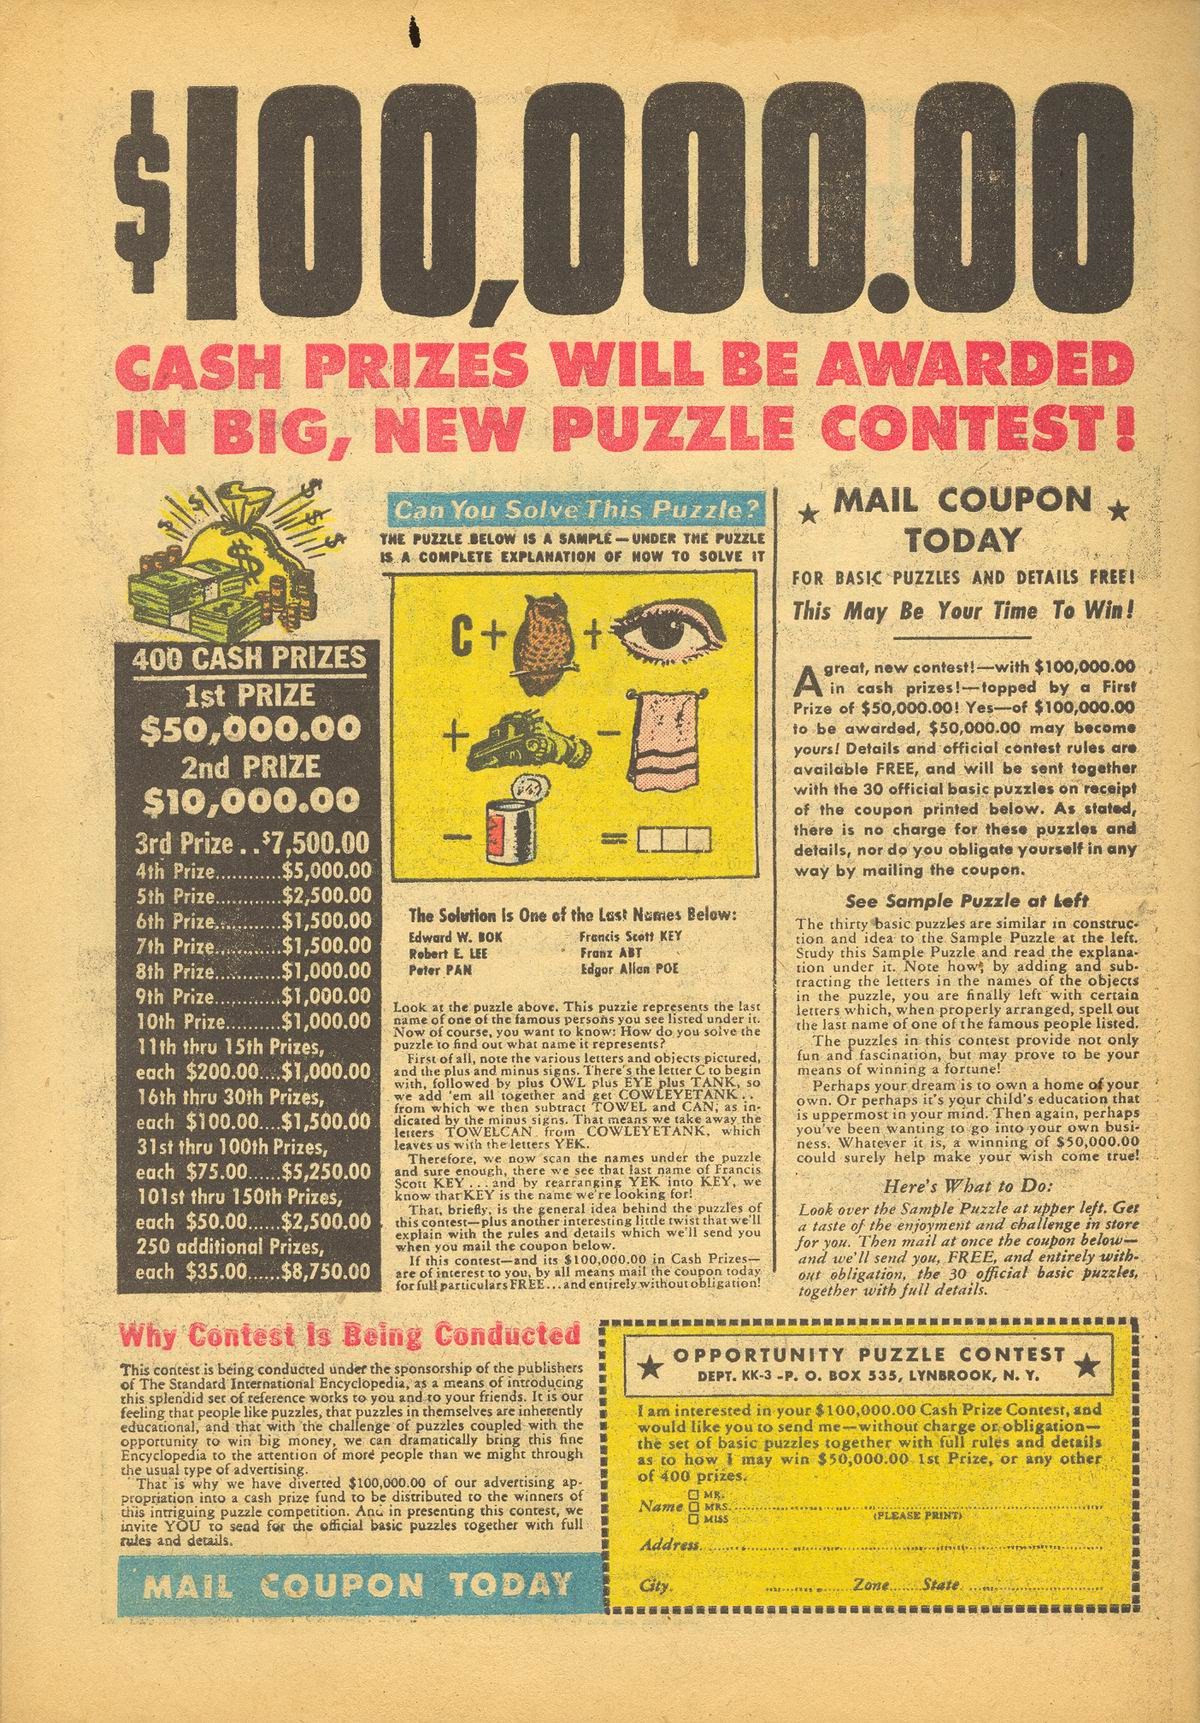 $100,000.00
CASH PRIZES WILL BE AWARDED
IN BIG, NEW PUZZLE CONTEST!
400 CASH PRIZES
1st PRIZE
$50,000.00
2nd PRIZE
$10,000.00
3rd Prize..$7,500.00
4th Prize...........$5,000.00
5th Prize...........$2,500.00
6th Prize...........$1,500.00
7th Prize...........$1,500.00
8th Prize...........$1,000.00
9th Prize...........$1,000.00
10th Prize.........$1,000.00
11th thru 15th Prizes,
each $200.00....$1,000.00
16th thru 30th Prizes,
each $100.00....$1,500.00
31st thru 100th Prizes,
each $75.00......$5,250.00
101st thru 150th Prizes,
each $50.00......$2,500.00
250 additional Prizes,
each $35.00......$8,750.00
Can You Solve This Puzzle?
THE PUZZLE BELOW IS A SAMPLE—UNDER THE PUZZLE
IS A COMPLETE EXPLANATION OF HOW TO SOLVE IT
C + +
+ -
- =
The Solution Is One of the Last Names Below:
Edward W. BOK Francis Scott KEY
Robert E. LEE Franz ABT
Peter PAN Edgar Allan POE
Look at the puzzle above. This puzzle represents the last
name of one of the famous persons you see listed under it.
Now of course, you want to know: How do you solve the
puzzle to find out what name it represents?
First of all, note the various letters and objects pictured,
and the plus and minus signs. There's the letter C to begin
with, followed by plus OWL plus EYE plus TANK, so
we add 'em all together and get COWLEYETANK..
from which we then subtract TOWEL and CAN, as in-
dicated by the minus signs. That means we take away the
letters TOWELCAN from COWLEYETANK, which
leaves us with the letters YEK.
Therefore, we now scan the names under the puzzle
and sure enough, there we see that last name of Francis
Scott KEY...and by rearranging YEK into KEY, we
know that KEY is the name we're looking for!
That, briefly, is the general idea behind the puzzles of
this contest—plus another interesting little twist that we'll
explain with the rules and details which we'll send you
when you mail the coupon below.
If this contest—and its $100,000.00 in Cash Prizes—
are of interest to you, by all means mail the coupon today
for full particulars FREE...and entirely without obligation!
★ MAIL COUPON ★
TODAY
FOR BASIC PUZZLES AND DETAILS FREE!
This May Be Your Time To Win!
A great, new contest!—with $100,000.00
in cash prizes!—topped by a First
Prize of $50,000.00! Yes—of $100,000.00
to be awarded, $50,000.00 may become
yours! Details and official contest rules are
available FREE, and will be sent together
with the 30 official basic puzzles on receipt
of the coupon printed below. As stated,
there is no charge for these puzzles and
details, nor do you obligate yourself in any
way by mailing the coupon.
See Sample Puzzle at Left
The thirty basic puzzles are similar in construc-
tion and idea to the Sample Puzzle at the left.
Study this Sample Puzzle and read the explana-
tion under it. Note how, by adding and sub-
tracting the letters in the names of the objects
in the puzzle, you are finally left with certain
letters which, when properly arranged, spell out
the last name of one of the famous people listed.
The puzzles in this contest provide not only
fun and fascination, but may prove to be your
means of winning a fortune!
Perhaps your dream is to own a home of your
own. Or perhaps it's your child's education that
is uppermost in your mind. Then again, perhaps
you've been wanting to go into your own busi-
ness. Whatever it is, a winning of $50,000.00
could surely help make your wish come true!
Here's What to Do:
Look over the Sample Puzzle at upper left. Get
a taste of the enjoyment and challenge in store
for you. Then mail at once the coupon below—
and we'll send you, FREE, and entirely with-
out obligation, the 30 official basic puzzles,
together with full details.
Why Contest Is Being Conducted
This contest is being conducted under the sponsorship of the publishers
of The Standard International Encyclopedia, as a means of introducing
this splendid set of reference works to you and to your friends. It is our
feeling that people like puzzles, that puzzles in themselves are inherently
educational, and that with the challenge of puzzles coupled with the
opportunity to win big money, we can dramatically bring this fine
Encyclopedia to the attention of more people than we might through
the usual type of advertising.
That is why we have diverted $100,000.00 of our advertising ap-
propriation into a cash prize fund to be distributed to the winners of
this intriguing puzzle competition. And in presenting this contest, we
invite YOU to send for the official basic puzzles together with full
rules and details.
MAIL COUPON TODAY
★ OPPORTUNITY PUZZLE CONTEST ★
DEPT. KK-3 - P. O. BOX 535, LYNBROOK, N. Y.
I am interested in your $100,000.00 Cash Prize Contest, and
would like you to send me—without charge or obligation—
the set of basic puzzles together with full rules and details
as to how I may win $50,000.00 1st Prize, or any other
of 400 prizes.
☐ MR.
Name ☐ MRS.
☐ MISS (PLEASE PRINT)
Address
City Zone State